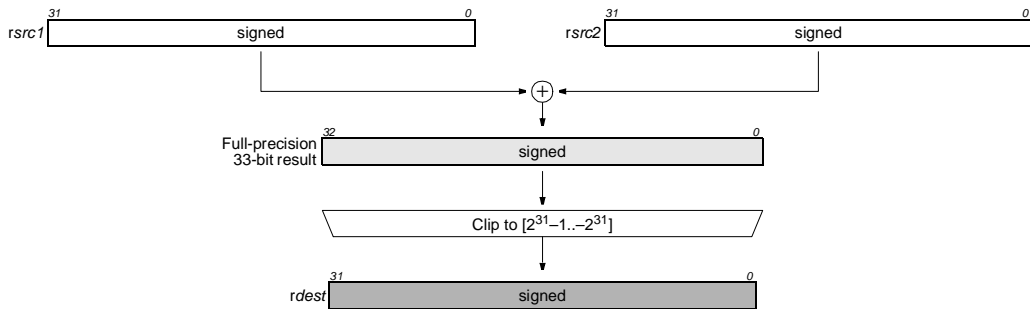 31 0 31 0
rsrc1 signed rsrc2 signed
+
32 0
Full-precision
33-bit result signed
Clip to [2³¹–1..–2³¹]
31 0
rdest signed